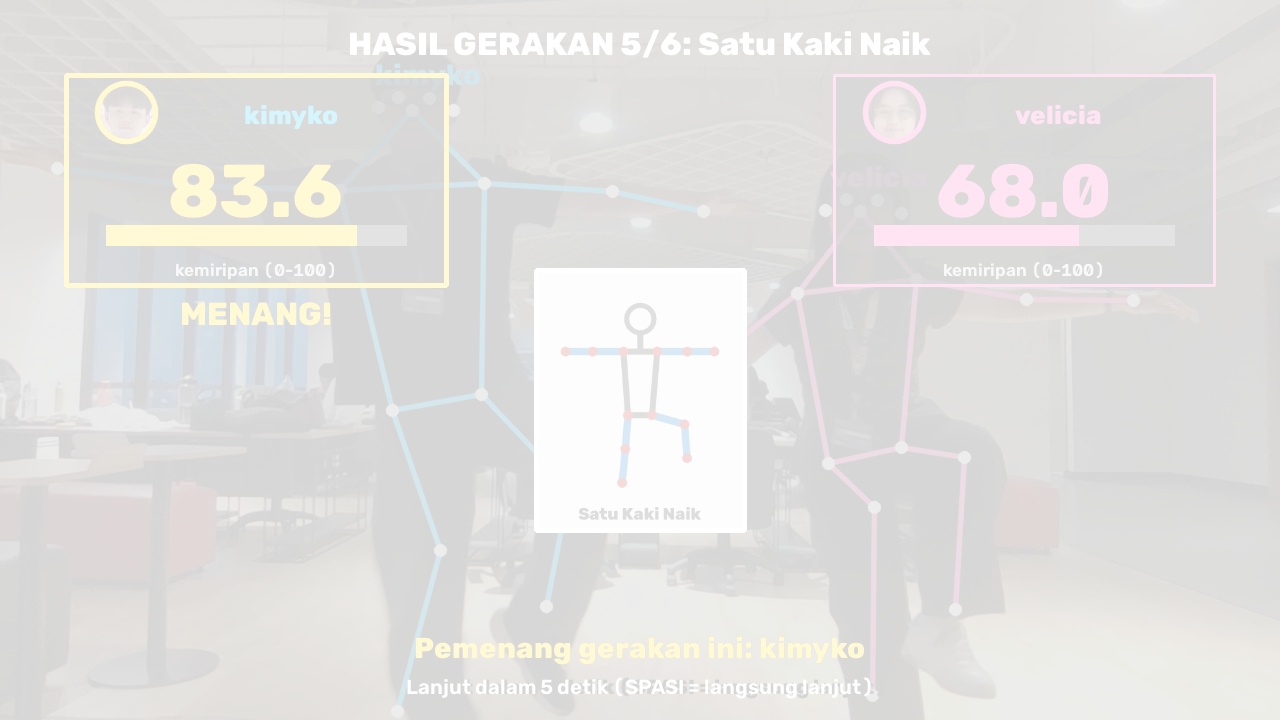 HASIL GERAKAN 5/6: Satu Kaki Naik
kimyko
kimyko
83.6
kemiripan (0-100)
MENANG!
velicia
68.0
kemiripan (0-100)
Satu Kaki Naik
Pemenang gerakan ini: kimyko
Lanjut dalam 5 detik (SPASI = langsung lanjut)